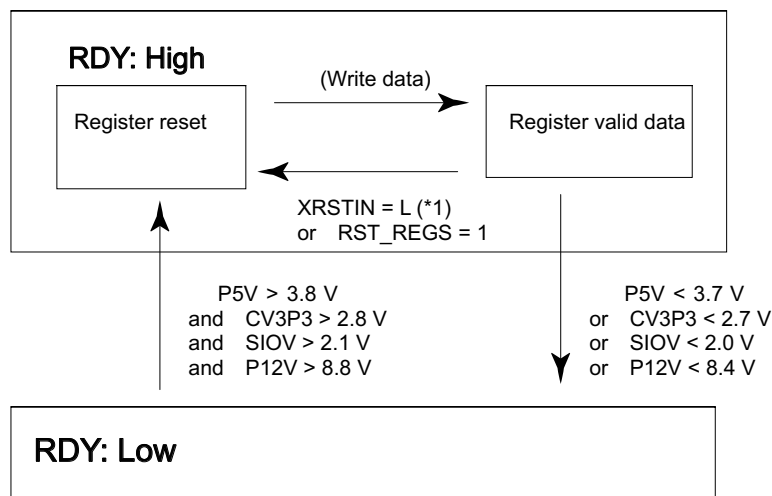 RDY: High
(Write data)
Register reset
Register valid data
XRSTIN = L (*1)
or RST_REGS = 1
P5V > 3.8 V
and CV3P3 > 2.8 V
and SIOV > 2.1 V
and P12V > 8.8 V
P5V < 3.7 V
or CV3P3 < 2.7 V
or SIOV < 2.0 V
or P12V < 8.4 V
RDY: Low